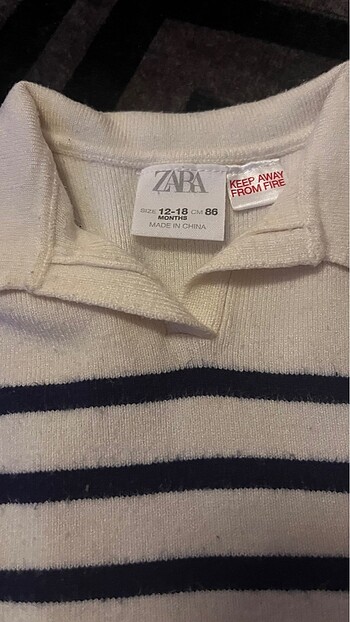 ZARA
SIZE 12-18 CM 86
MONTHS
MADE IN CHINA
KEEP AWAY
FROM FIRE